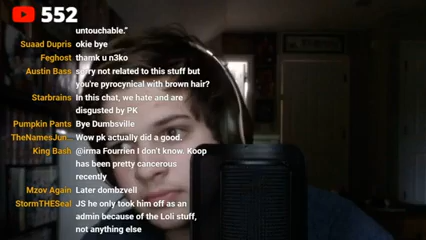 552
untouchable."
Suaad Dupris okie bye
Feghost thamk u n3ko
Austin Bass sorry not related to this stuff but
you're pyrocynical with brown hair?
Starbrains In this chat, we hate and are
disgusted by PK
Pumpkin Pants Bye Dumbsville
TheNamesJun... Wow pk actually did a good.
King Bash @irma Fourrien I don't know. Koop
has been pretty cancerous
recently
Mzov Again Later dombzvell
StormTHESeal JS he only took him off as an
admin because of the Loli stuff,
not anything else